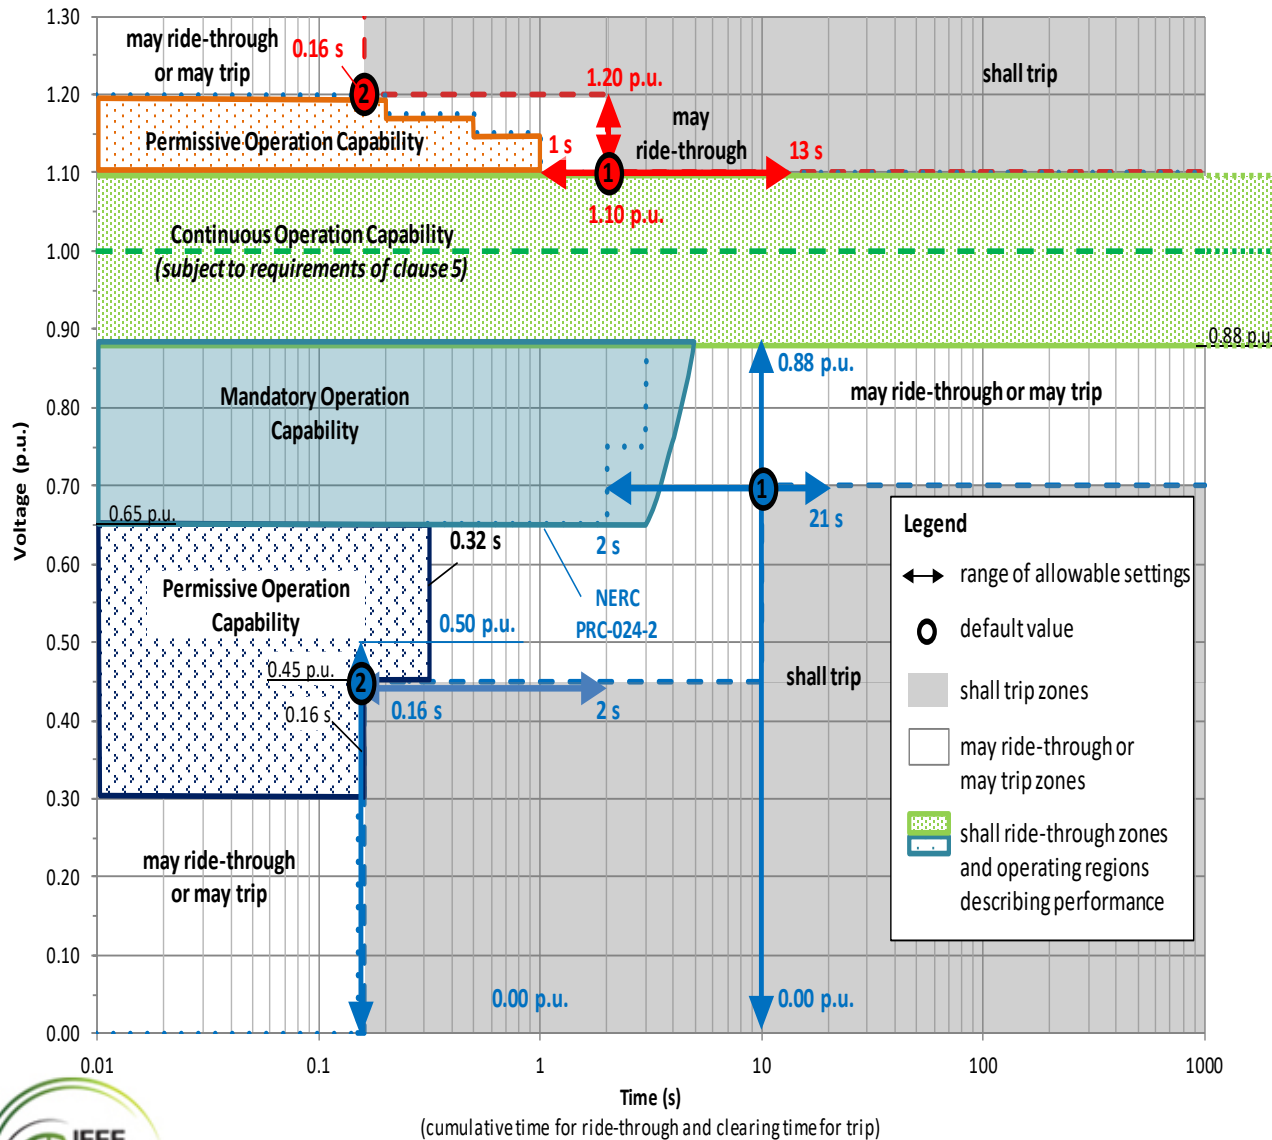 1.30
1.20
1.10
1.00
0.90
0.80
0.70
0.60
0.50
0.40
0.30
0.20
0.10
0.00
Voltage (p.u.)
may ride-through
or may trip
0.16 s
2
Permissive Operation Capability
1.20 p.u.
may
ride-through
shall trip
1 s
1
13 s
1.10 p.u.
Continuous Operation Capability
(subject to requirements of clause 5)
0.88 p.u
Mandatory Operation
Capability
0.88 p.u.
may ride-through or may trip
1
0.65 p.u.
0.32 s
2 s
21 s
NERC
PRC-024-2
Permissive Operation
Capability
0.50 p.u.
0.45 p.u.
2
0.16 s
0.16 s
2 s
shall trip
may ride-through
or may trip
0.00 p.u.
0.00 p.u.
Legend
range of allowable settings
default value
shall trip zones
may ride-through or
may trip zones
shall ride-through zones
and operating regions
describing performance
0.01
0.1
1
10
100
1000
Time (s)
(cumulative time for ride-through and clearing time for trip)
IEEE